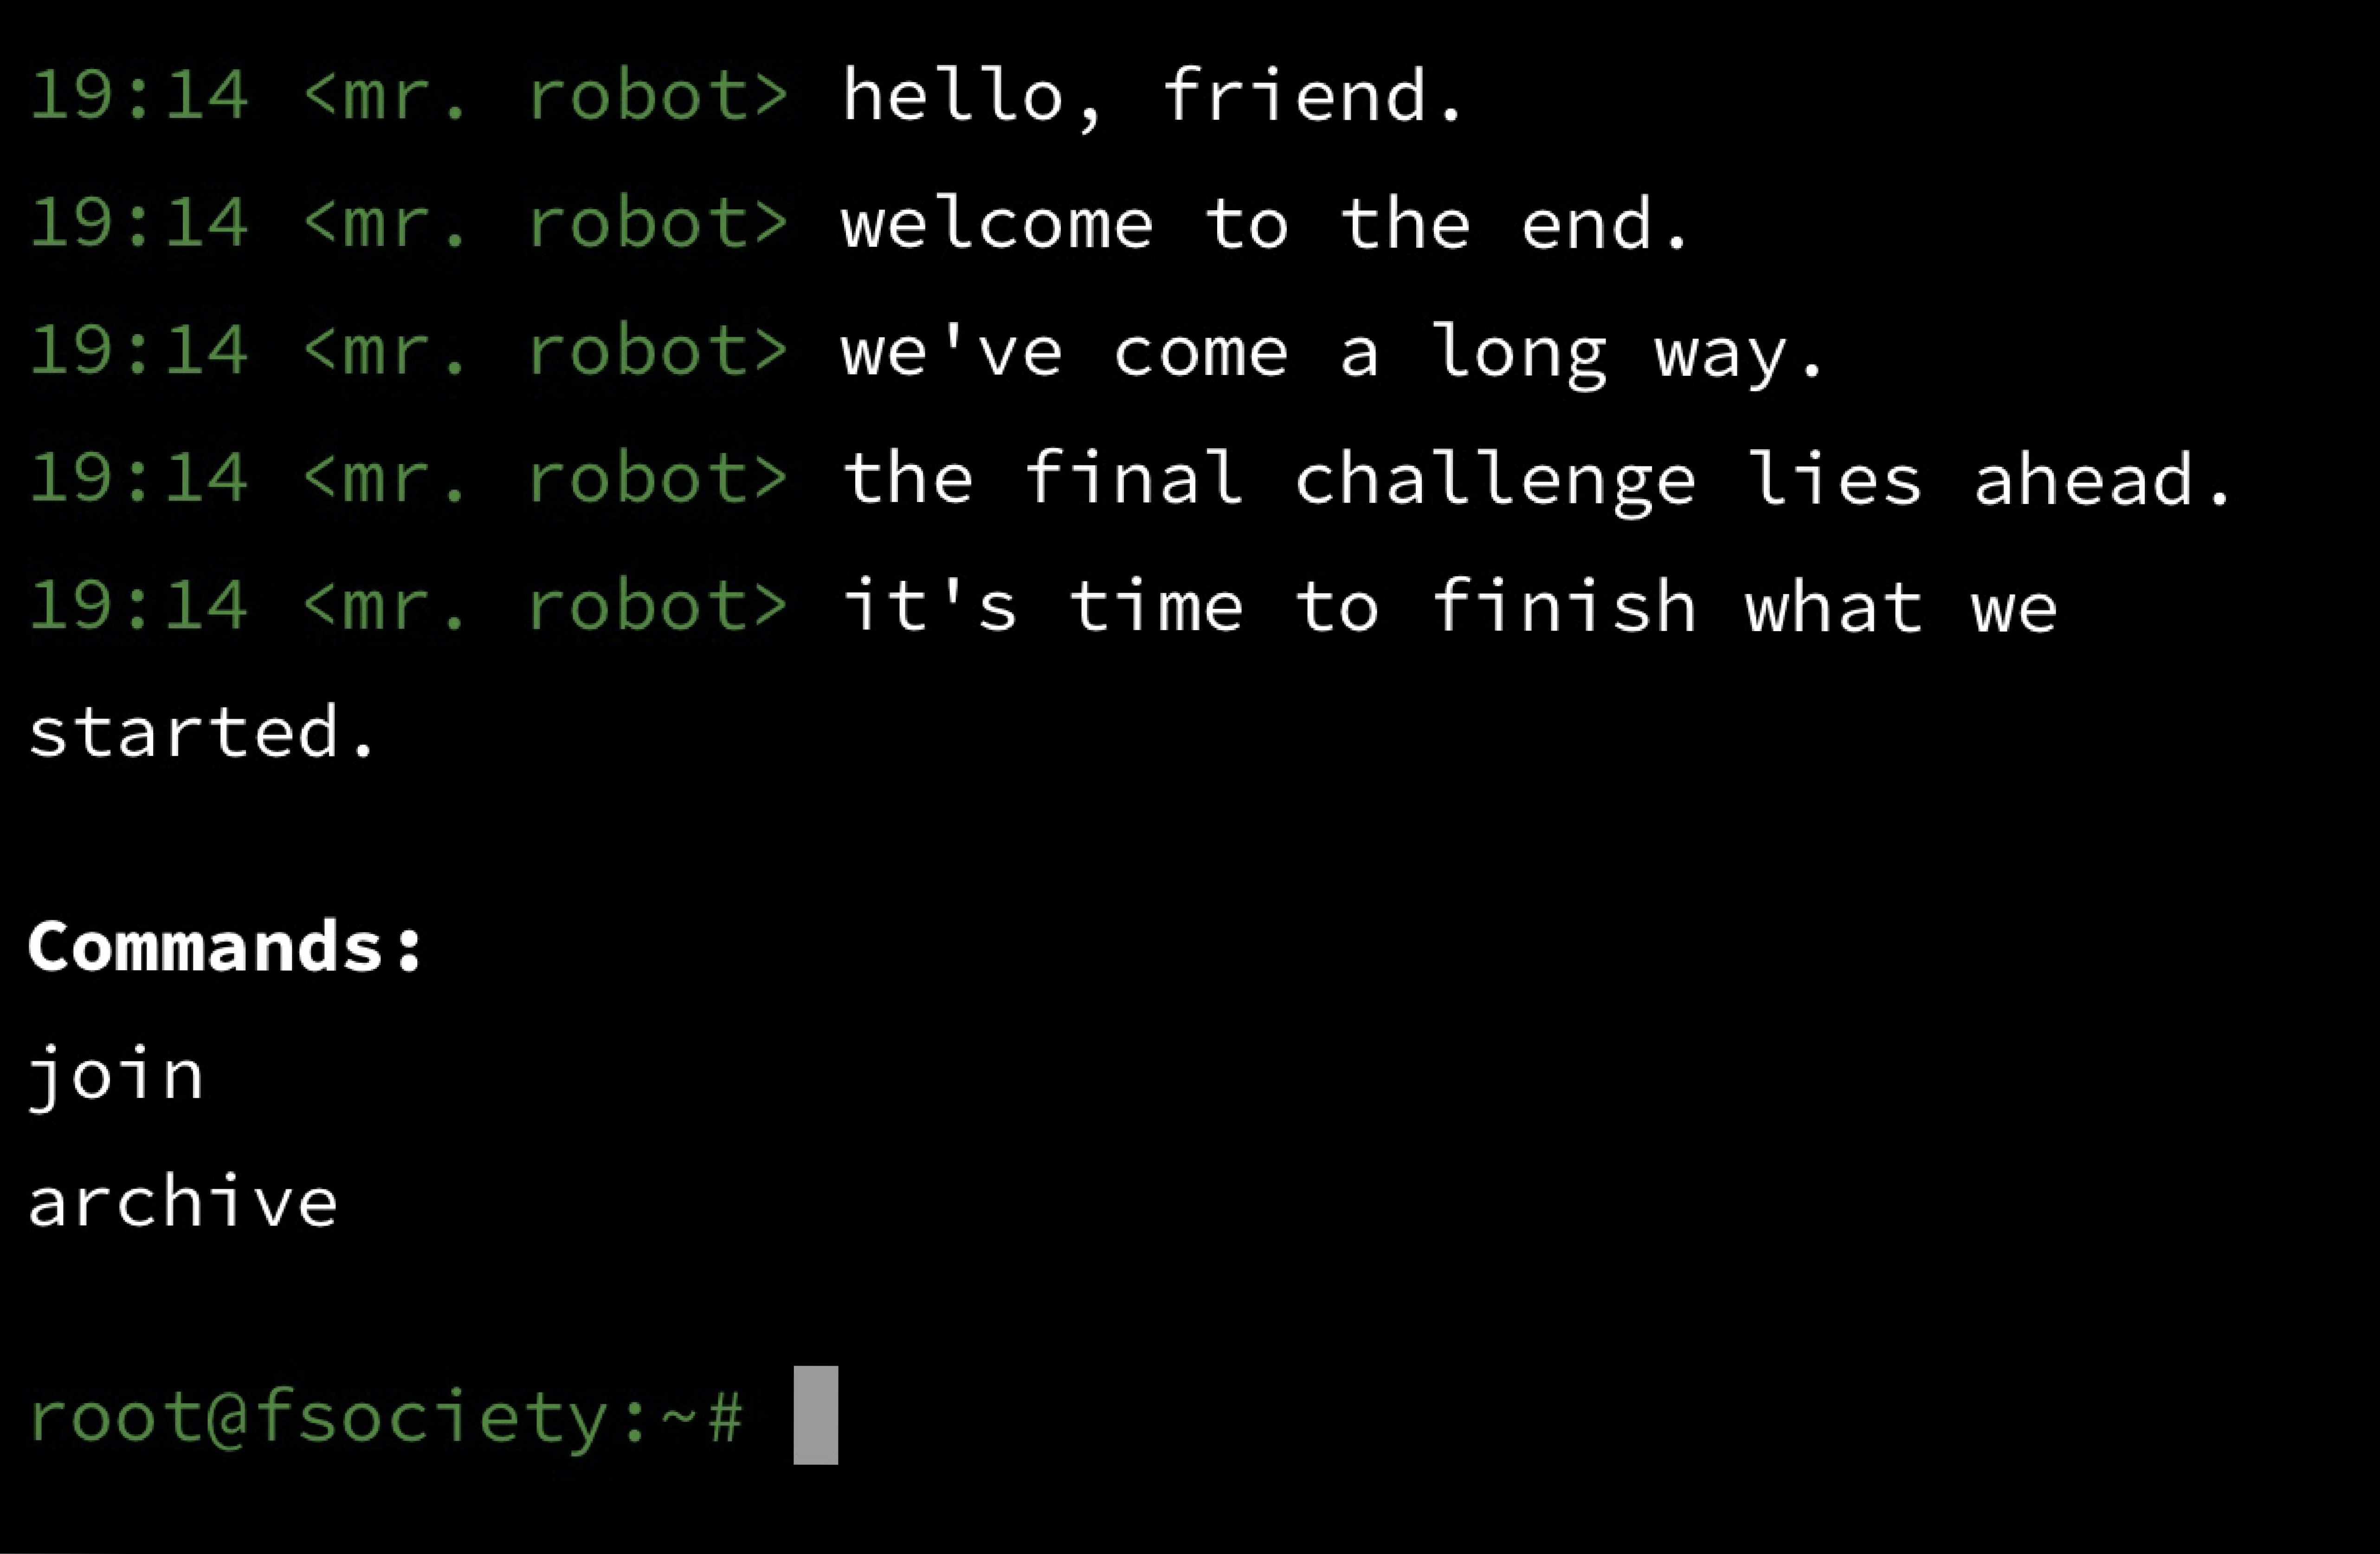 19:14 <mr. robot> hello, friend.
19:14 <mr. robot> welcome to the end.
19:14 <mr. robot> we've come a long way.
19:14 <mr. robot> the final challenge lies ahead.
19:14 <mr. robot> it's time to finish what we
started.
Commands:
join
archive
root@fsociety:~#